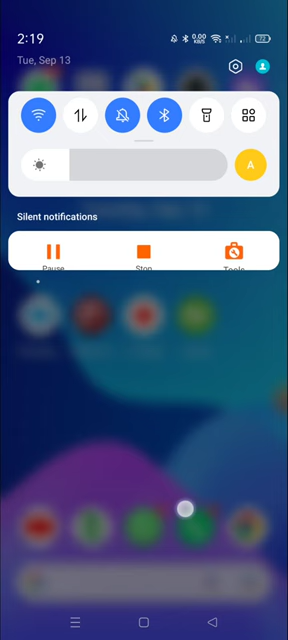 2:19
0.00
KB/S
72
Tue, Sep 13
A
Silent notifications
Pause
Stop
Tools